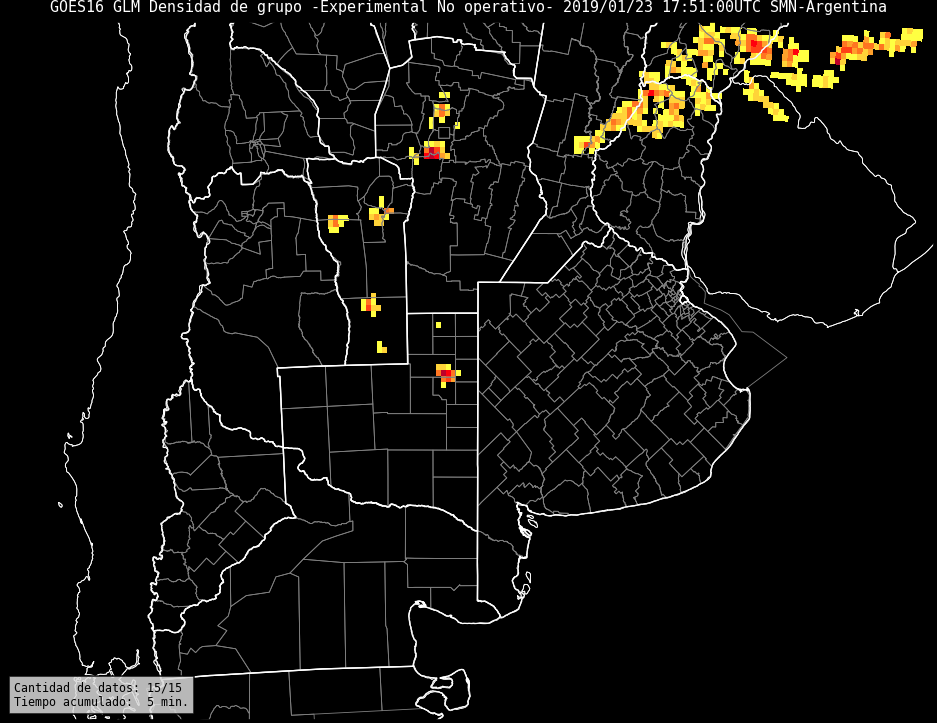 GOES16 GLM Densidad de grupo -Experimental No operativo- 2019/01/23 17:51:00UTC SMN-Argentina
Cantidad de datos: 15/15
Tiempo acumulado:  5 min.